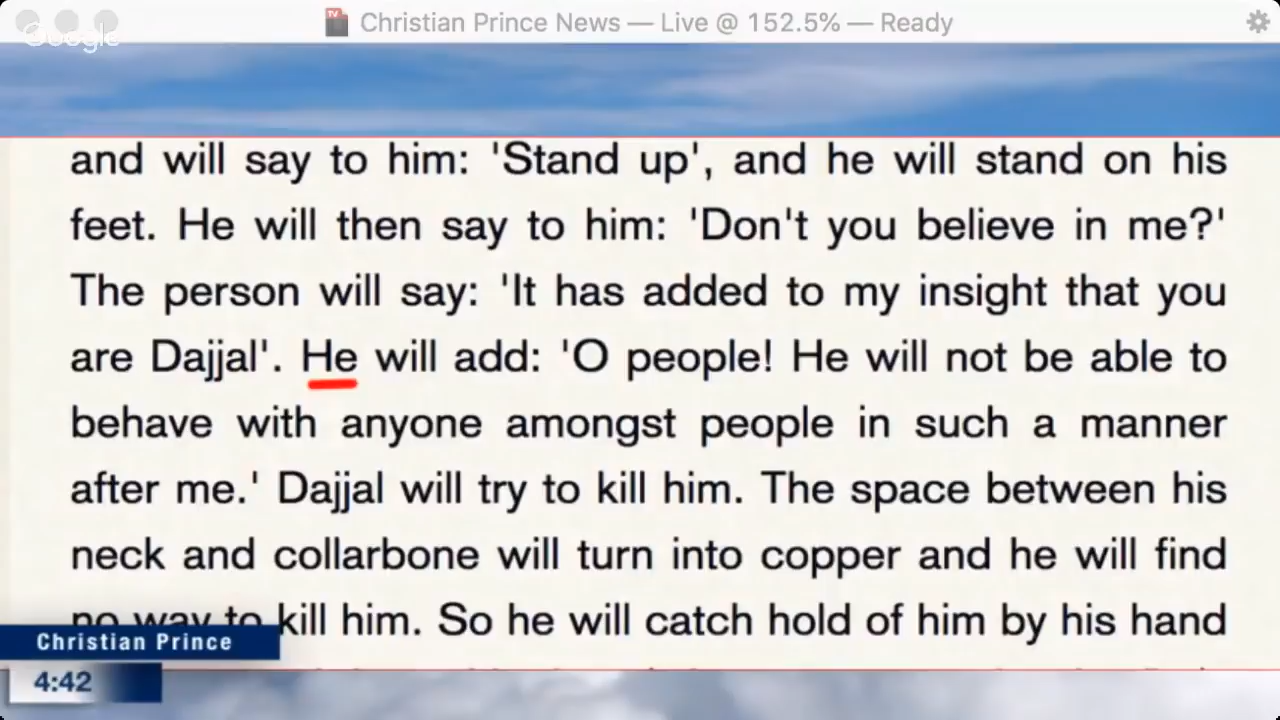 Christian Prince News — Live @ 152.5% — Ready
Google
and will say to him: 'Stand up', and he will stand on his
feet. He will then say to him: 'Don't you believe in me?'
The person will say: 'It has added to my insight that you
are Dajjal'. He will add: 'O people! He will not be able to
behave with anyone amongst people in such a manner
after me.' Dajjal will try to kill him. The space between his
neck and collarbone will turn into copper and he will find
no way to kill him. So he will catch hold of him by his hand
Christian Prince
4:42